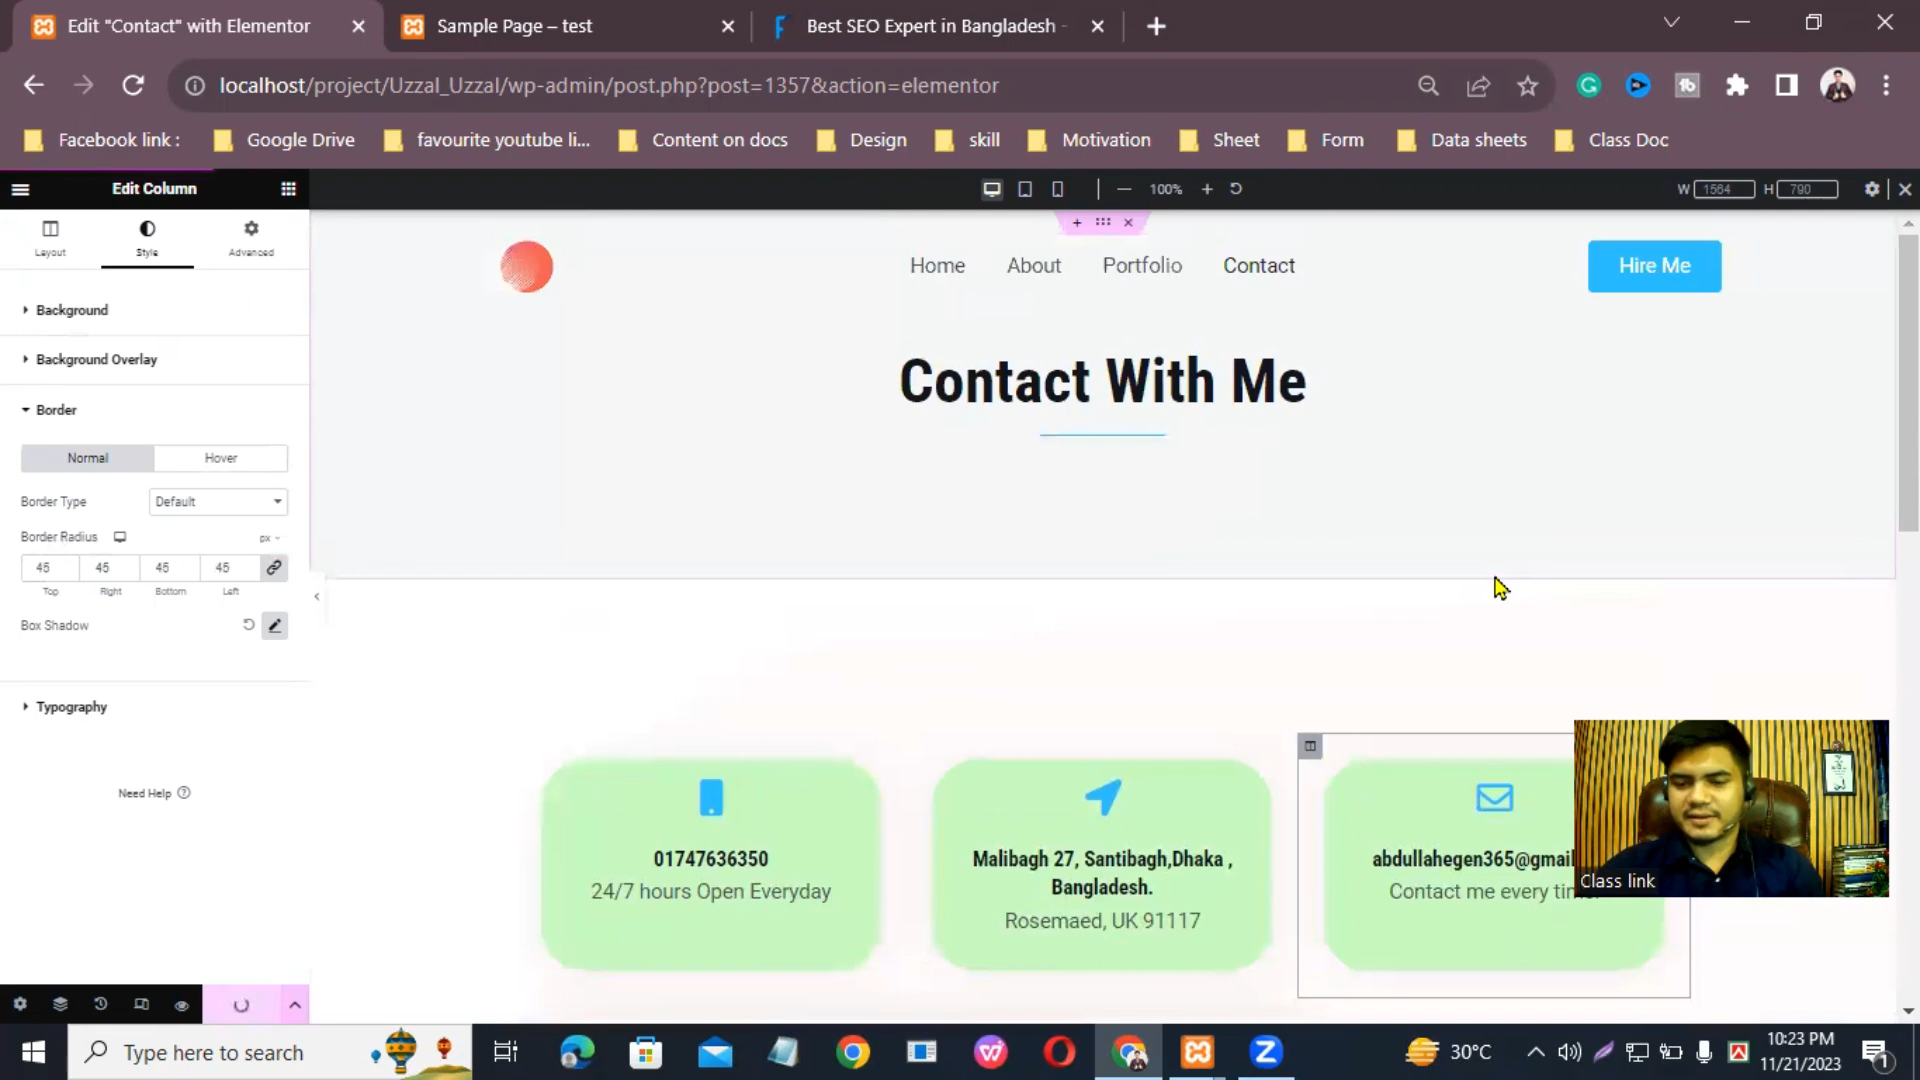 Edit "Contact" with Elementor
Sample Page – test
Best SEO Expert in Bangladesh -
localhost/project/Uzzal_Uzzal/wp-admin/post.php?post=1357&action=elementor
Facebook link :
Google Drive
favourite youtube li...
Content on docs
Design
skill
Motivation
Sheet
Form
Data sheets
Class Doc
Edit Column
100%
W 1564 H 790
Layout
Style
Advanced
Home
About
Portfolio
Contact
Hire Me
Background
Background Overlay
Contact With Me
Border
Normal
Hover
Border Type
Default
Border Radius
px
45 45 45 45
Top Right Bottom Left
Box Shadow
Typography
Need Help
01747636350
24/7 hours Open Everyday
Malibagh 27, Santibagh,Dhaka ,
Bangladesh.
Rosemaed, UK 91117
abdullahegen365@gmail
Contact me every tim
Class link
Type here to search
30°C
10:23 PM
11/21/2023
1